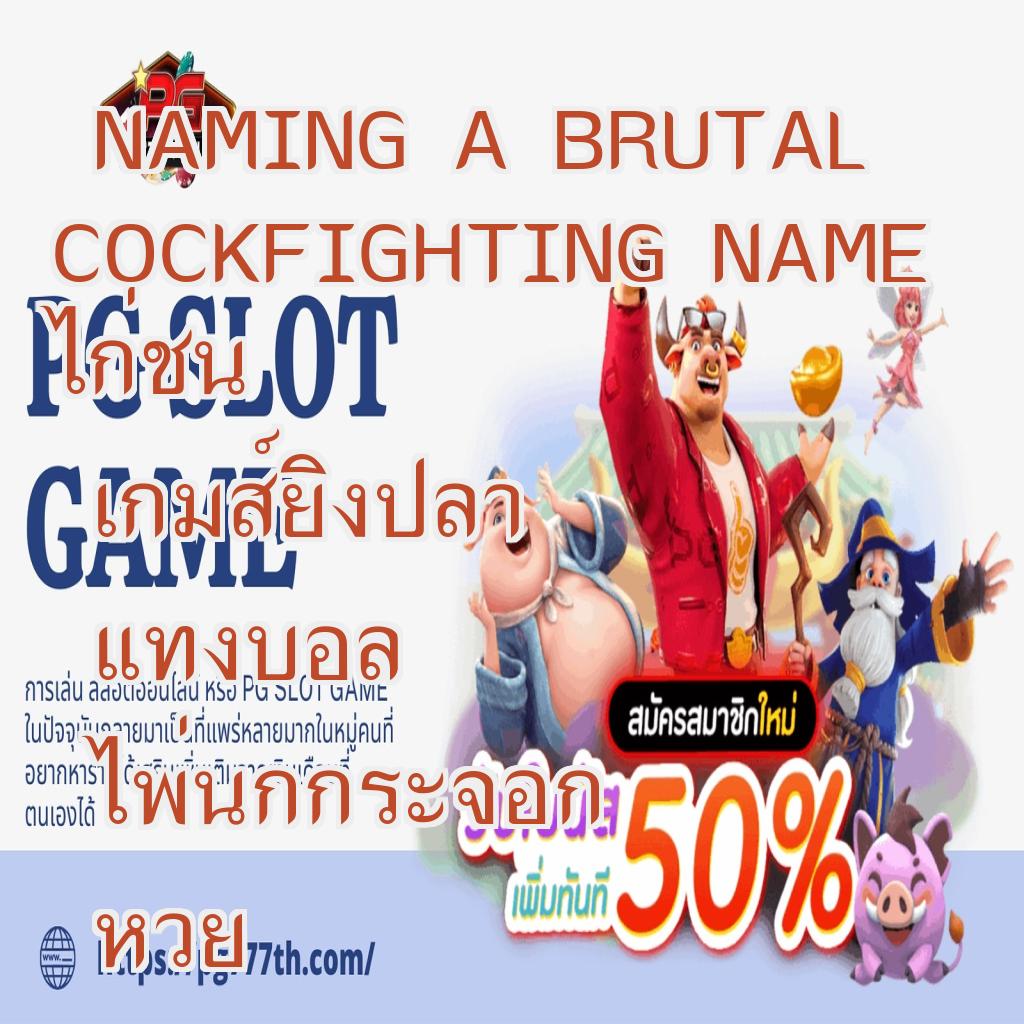 PG
NAMING A BRUTAL
COCKFIGHTING NAME
PG SLOT
ไก่ชน
GAME
เกมส์ยิงปลา
แทงบอล
การเล่น สล็อตออนไลน์ หรือ PG SLOT GAME
ในปัจจุบันกลายมาเป็นที่แพร่หลายมากในหมู่คนที่
อยากหาราย
ตนเองได้
ไพ่นกกระจอก
สมัครสมาชิกใหม่
เพิ่มทันที
50%
หวย
77th.com/